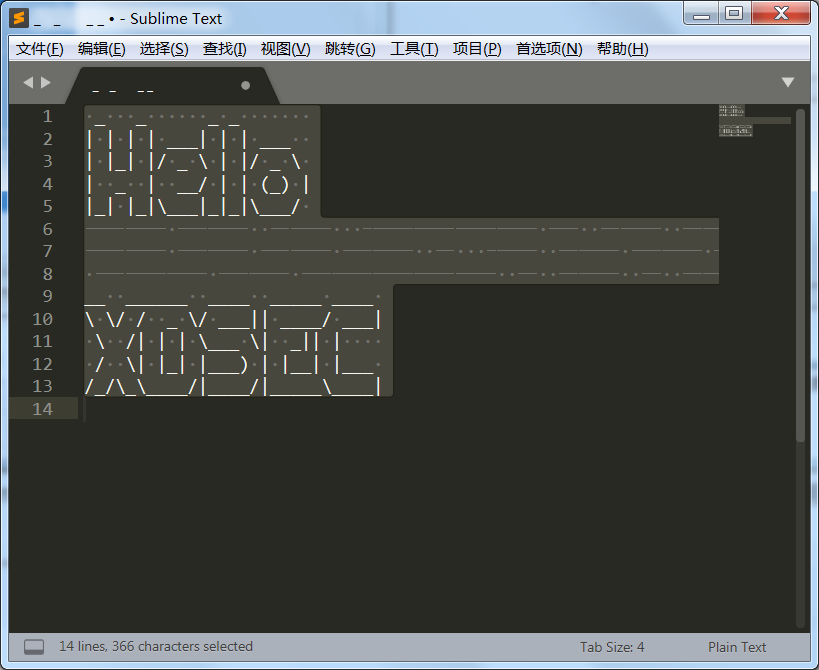 _ _   _ _ • - Sublime Text
文件(F) 编辑(E) 选择(S) 查找(I) 视图(V) 跳转(G) 工具(T) 项目(P) 首选项(N) 帮助(H)
_ _   _ _
1
2
3
4
5
6
7
8
9
10
11
12
13
14
Hello
XDSEC
14 lines, 366 characters selected
Tab Size: 4
Plain Text